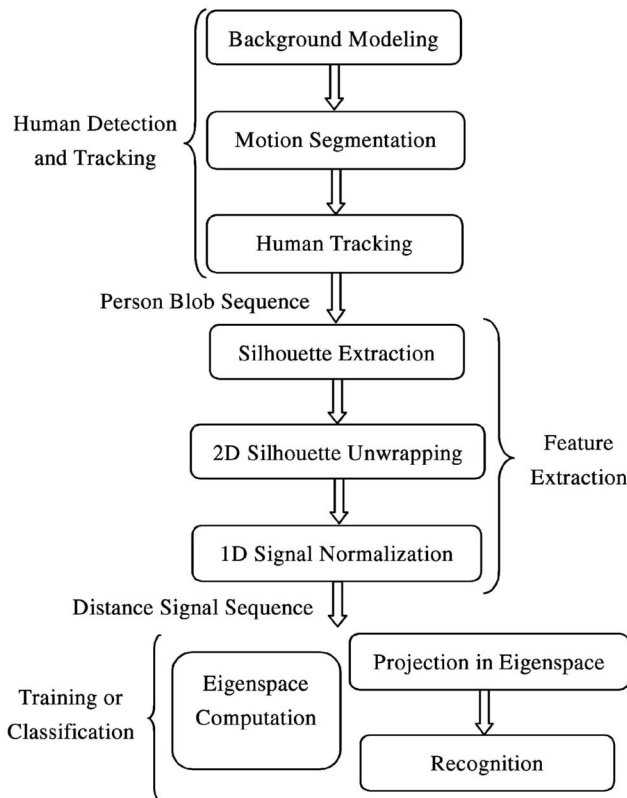 Background Modeling
Human Detection
and Tracking
Motion Segmentation
Human Tracking
Person Blob Sequence
Silhouette Extraction
2D Silhouette Unwrapping
Feature
Extraction
1D Signal Normalization
Distance Signal Sequence
Training or
Classification
Eigenspace
Computation
Projection in Eigenspace
Recognition